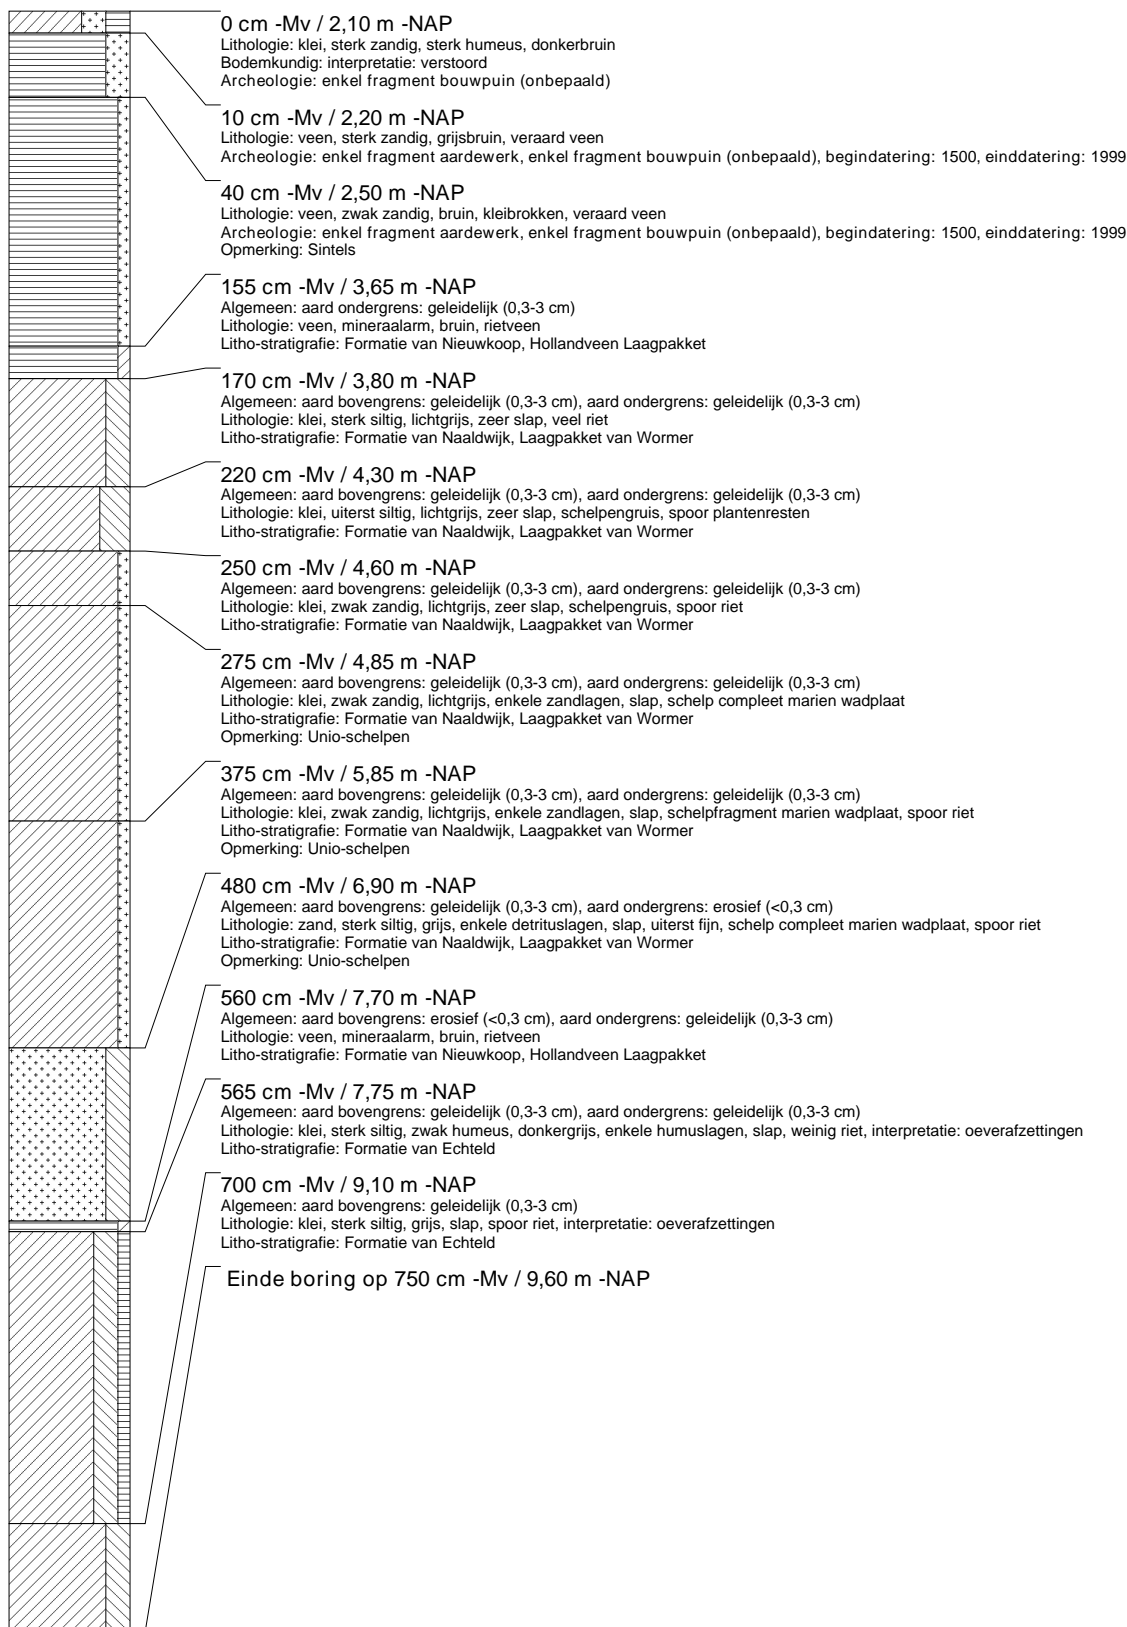 0 cm -Mv / 2,10 m -NAP
Lithologie: klei, sterk zandig, sterk humeus, donkerbruin
Bodemkundig: interpretatie: verstoord
Archeologie: enkel fragment bouwpuin (onbepaald)
10 cm -Mv / 2,20 m -NAP
Lithologie: veen, sterk zandig, grijsbruin, veraard veen
Archeologie: enkel fragment aardewerk, enkel fragment bouwpuin (onbepaald), begindatering: 1500, einddatering: 1999
40 cm -Mv / 2,50 m -NAP
Lithologie: veen, zwak zandig, bruin, kleibrokken, veraard veen
Archeologie: enkel fragment aardewerk, enkel fragment bouwpuin (onbepaald), begindatering: 1500, einddatering: 1999
Opmerking: Sintels
155 cm -Mv / 3,65 m -NAP
Algemeen: aard ondergrens: geleidelijk (0,3-3 cm)
Lithologie: veen, mineraalarm, bruin, rietveen
Litho-stratigrafie: Formatie van Nieuwkoop, Hollandveen Laagpakket
170 cm -Mv / 3,80 m -NAP
Algemeen: aard bovengrens: geleidelijk (0,3-3 cm), aard ondergrens: geleidelijk (0,3-3 cm)
Lithologie: klei, sterk siltig, lichtgrijs, zeer slap, veel riet
Litho-stratigrafie: Formatie van Naaldwijk, Laagpakket van Wormer
220 cm -Mv / 4,30 m -NAP
Algemeen: aard bovengrens: geleidelijk (0,3-3 cm), aard ondergrens: geleidelijk (0,3-3 cm)
Lithologie: klei, uiterst siltig, lichtgrijs, zeer slap, schelpengruis, spoor plantenresten
Litho-stratigrafie: Formatie van Naaldwijk, Laagpakket van Wormer
250 cm -Mv / 4,60 m -NAP
Algemeen: aard bovengrens: geleidelijk (0,3-3 cm), aard ondergrens: geleidelijk (0,3-3 cm)
Lithologie: klei, zwak zandig, lichtgrijs, zeer slap, schelpengruis, spoor riet
Litho-stratigrafie: Formatie van Naaldwijk, Laagpakket van Wormer
275 cm -Mv / 4,85 m -NAP
Algemeen: aard bovengrens: geleidelijk (0,3-3 cm), aard ondergrens: geleidelijk (0,3-3 cm)
Lithologie: klei, zwak zandig, lichtgrijs, enkele zandlagen, slap, schelp compleet marien wadplaat
Litho-stratigrafie: Formatie van Naaldwijk, Laagpakket van Wormer
Opmerking: Unio-schelpen
375 cm -Mv / 5,85 m -NAP
Algemeen: aard bovengrens: geleidelijk (0,3-3 cm), aard ondergrens: geleidelijk (0,3-3 cm)
Lithologie: klei, zwak zandig, lichtgrijs, enkele zandlagen, slap, schelpfragment marien wadplaat, spoor riet
Litho-stratigrafie: Formatie van Naaldwijk, Laagpakket van Wormer
Opmerking: Unio-schelpen
480 cm -Mv / 6,90 m -NAP
Algemeen: aard bovengrens: geleidelijk (0,3-3 cm), aard ondergrens: erosief (<0,3 cm)
Lithologie: zand, sterk siltig, grijs, enkele detrituslagen, slap, uiterst fijn, schelp compleet marien wadplaat, spoor riet
Litho-stratigrafie: Formatie van Naaldwijk, Laagpakket van Wormer
Opmerking: Unio-schelpen
560 cm -Mv / 7,70 m -NAP
Algemeen: aard bovengrens: erosief (<0,3 cm), aard ondergrens: geleidelijk (0,3-3 cm)
Lithologie: veen, mineraalarm, bruin, rietveen
Litho-stratigrafie: Formatie van Nieuwkoop, Hollandveen Laagpakket
565 cm -Mv / 7,75 m -NAP
Algemeen: aard bovengrens: geleidelijk (0,3-3 cm), aard ondergrens: geleidelijk (0,3-3 cm)
Lithologie: klei, sterk siltig, zwak humeus, donkergrijs, enkele humuslagen, slap, weinig riet, interpretatie: oeverafzettingen
Litho-stratigrafie: Formatie van Echteld
700 cm -Mv / 9,10 m -NAP
Algemeen: aard bovengrens: geleidelijk (0,3-3 cm)
Lithologie: klei, sterk siltig, grijs, slap, spoor riet, interpretatie: oeverafzettingen
Litho-stratigrafie: Formatie van Echteld
Einde boring op 750 cm -Mv / 9,60 m -NAP